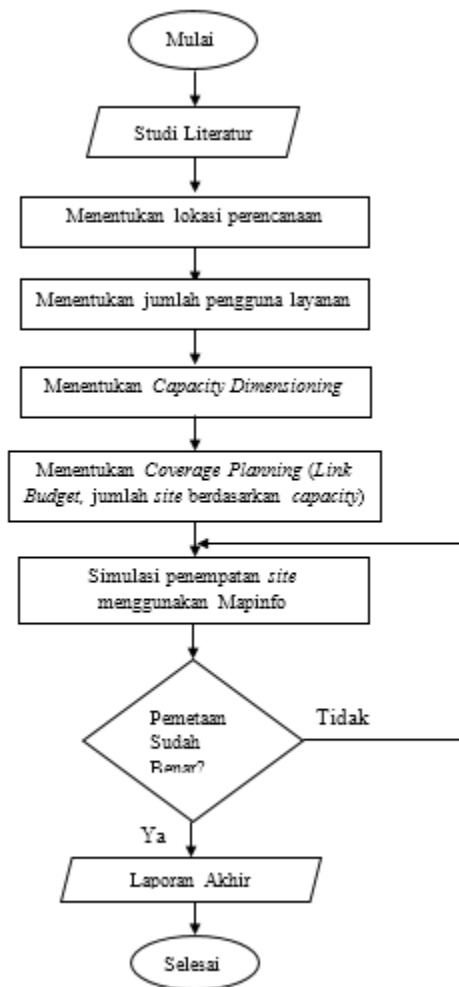 Mulai
Studi Literatur
Menentukan lokasi perencanaan
Menentukan jumlah pengguna layanan
Menentukan Capacity Dimensioning
Menentukan Coverage Planning (Link
Budget, jumlah site berdasarkan capacity)
Simulasi penempatan site
menggunakan Mapinfo
Pemetaan
Sudah
Benar?
Tidak
Ya
Laporan Akhir
Selesai